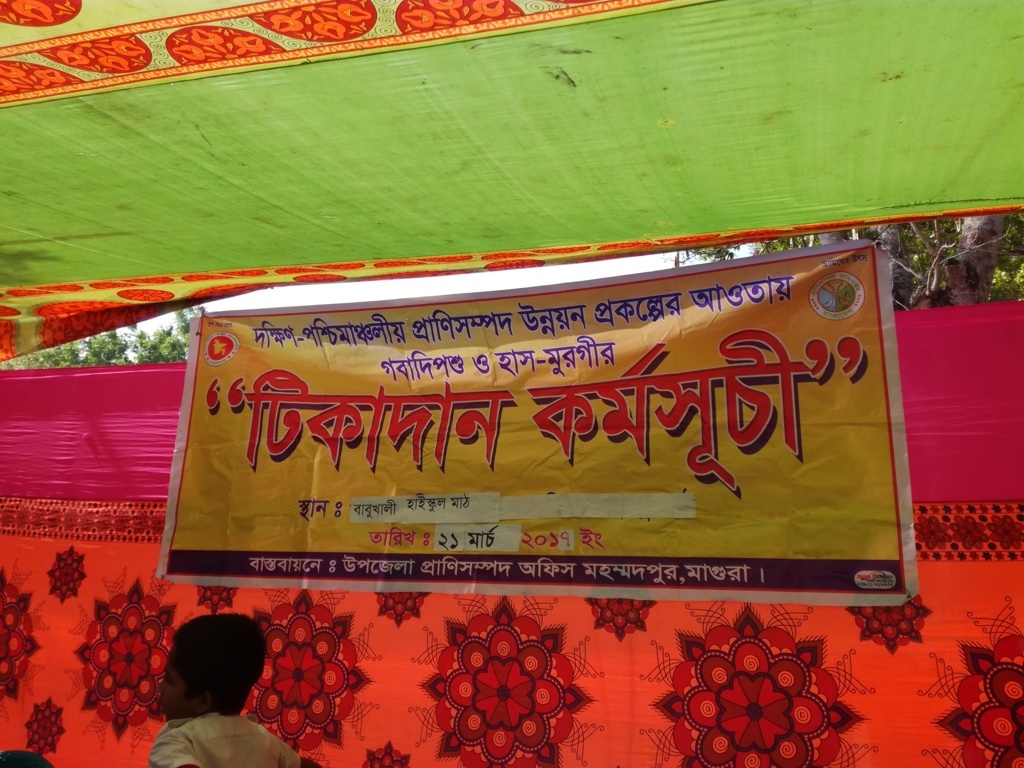 দক্ষিণ-পশ্চিমাঞ্চলীয় প্রাণিসম্পদ উন্নয়ন প্রকল্পের আওতায়
গবাদিপশু ও হাস-মুরগীর
“টিকাদান কর্মসূচী”
স্থান : বাবুখালী হাইস্কুল মাঠ
তারিখ : ২১ মার্চ ২০১৭ ইং
বাস্তবায়নে : উপজেলা প্রাণিসম্পদ অফিস মহম্মদপুর,মাগুরা ।